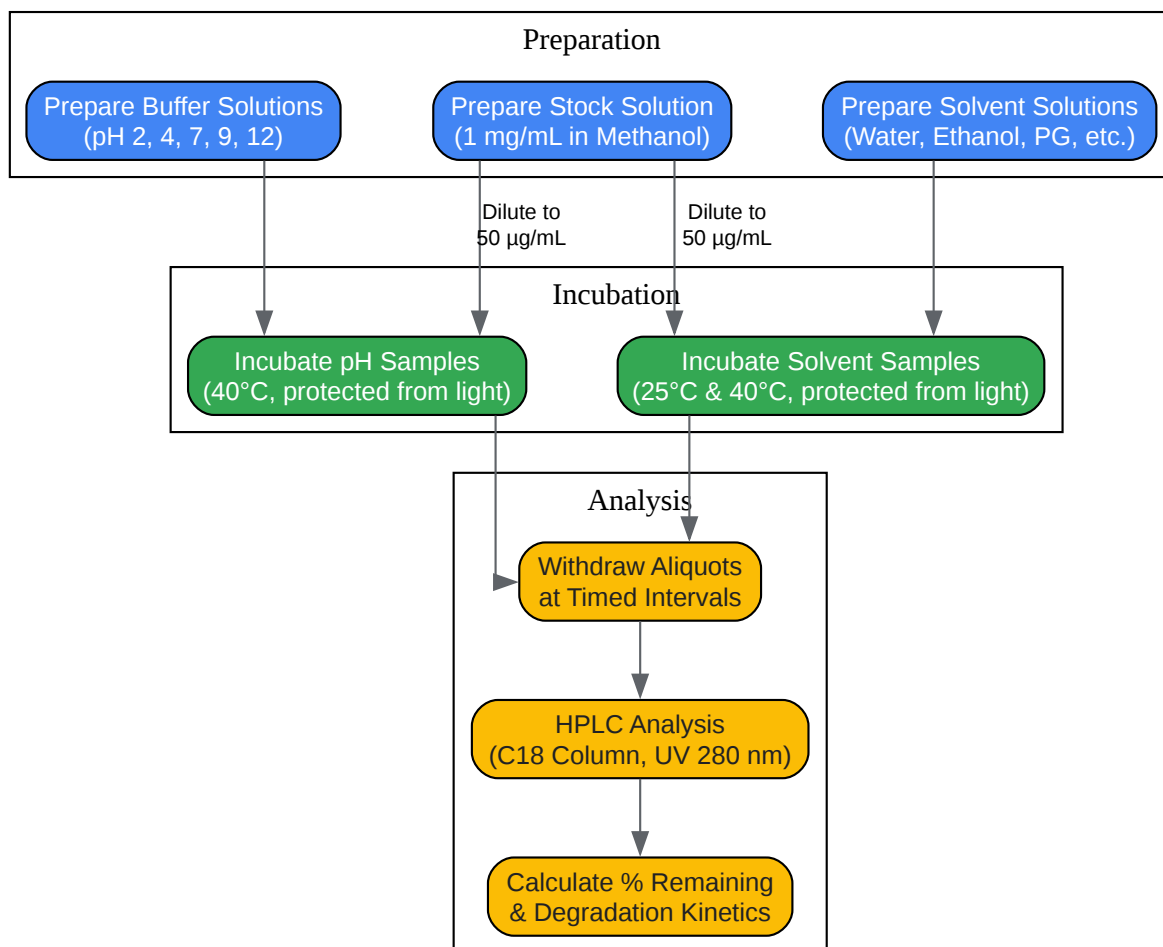 Preparation
Prepare Buffer Solutions
(pH 2, 4, 7, 9, 12)
Prepare Stock Solution
(1 mg/mL in Methanol)
Prepare Solvent Solutions
(Water, Ethanol, PG, etc.)
Dilute to
50 µg/mL
Dilute to
50 µg/mL
Incubation
Incubate pH Samples
(40°C, protected from light)
Incubate Solvent Samples
(25°C & 40°C, protected from light)
Analysis
Withdraw Aliquots
at Timed Intervals
HPLC Analysis
(C18 Column, UV 280 nm)
Calculate % Remaining
& Degradation Kinetics